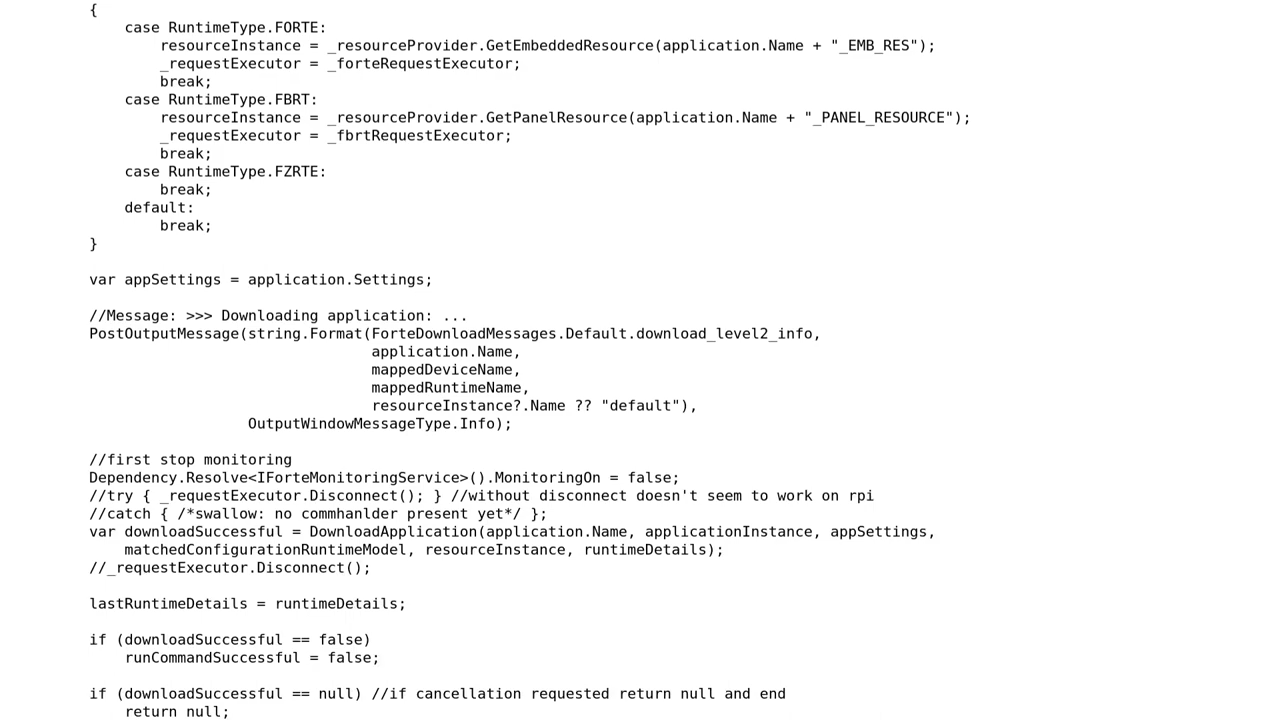 {
    case RuntimeType.FORTE:
        resourceInstance = _resourceProvider.GetEmbeddedResource(application.Name + "_EMB_RES");
        _requestExecutor = _forteRequestExecutor;
        break;
    case RuntimeType.FBRT:
        resourceInstance = _resourceProvider.GetPanelResource(application.Name + "_PANEL_RESOURCE");
        _requestExecutor = _fbrtRequestExecutor;
        break;
    case RuntimeType.FZRTE:
        break;
    default:
        break;
}

var appSettings = application.Settings;

//Message: >>> Downloading application: ...
PostOutputMessage(string.Format(ForteDownloadMessages.Default.download_level2_info,
                                application.Name,
                                mappedDeviceName,
                                mappedRuntimeName,
                                resourceInstance?.Name ?? "default"),
                  OutputWindowMessageType.Info);

//first stop monitoring
Dependency.Resolve<IForteMonitoringService>().MonitoringOn = false;
//try { _requestExecutor.Disconnect(); } //without disconnect doesn't seem to work on rpi
//catch { /*swallow: no commhanlder present yet*/ };
var downloadSuccessful = DownloadApplication(application.Name, applicationInstance, appSettings,
    matchedConfigurationRuntimeModel, resourceInstance, runtimeDetails);
//_requestExecutor.Disconnect();

lastRuntimeDetails = runtimeDetails;

if (downloadSuccessful == false)
    runCommandSuccessful = false;

if (downloadSuccessful == null) //if cancellation requested return null and end
    return null;